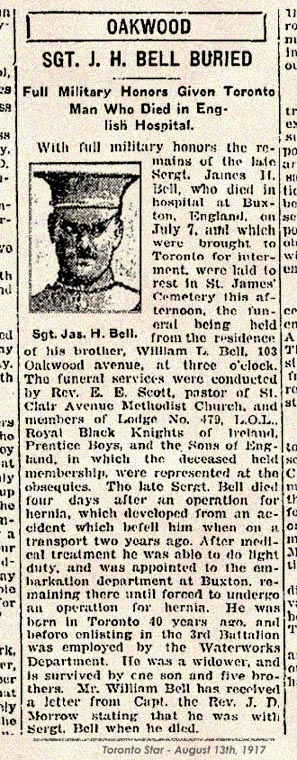 OAKWOOD
SGT. J. H. BELL BURIED
Full Military Honors Given Toronto
Man Who Died in Eng-
lish Hospital.
With full military honors the re-
mains of the late
Sergt. James H.
Bell, who died in
hospital at Bux-
ton, England, on
July 7, and which
were brought to
Toronto for inter-
ment, were laid to
rest in St. James'
Cemetery this af-
ternoon, the fun-
eral being held
from the residence
Sgt. Jas. H. Bell.
of his brother, William L. Bell, 103
Oakwood avenue, at three o'clock.
The funeral services were conducted
by Rev. E. E. Scott, pastor of St.
Clair Avenue Methodist Church, and
members of Lodge No. 479, L.O.L.,
Royal Black Knights of Ireland,
Prentice Boys, and the Sons of Eng-
land, in which the deceased held
membership, were represented at the
obsequies. The late Sergt. Bell died
four days after an operation for
hernia, which developed from an ac-
cident which befell him when on a
transport two years ago. After medi-
cal treatment he was able to do light
duty, and was appointed to the em-
barkation department at Buxton, re-
maining there until forced to undergo
an operation for hernia. He was
born in Toronto 40 years ago, and
before enlisting in the 3rd Battalion
was employed by the Waterworks
Department. He was a widower, and
is survived by one son and five bro-
thers. Mr. William Bell has received
a letter from Capt. the Rev. J. D.
Morrow stating that he was with
Sergt. Bell when he died.
Toronto Star - August 13th, 1917